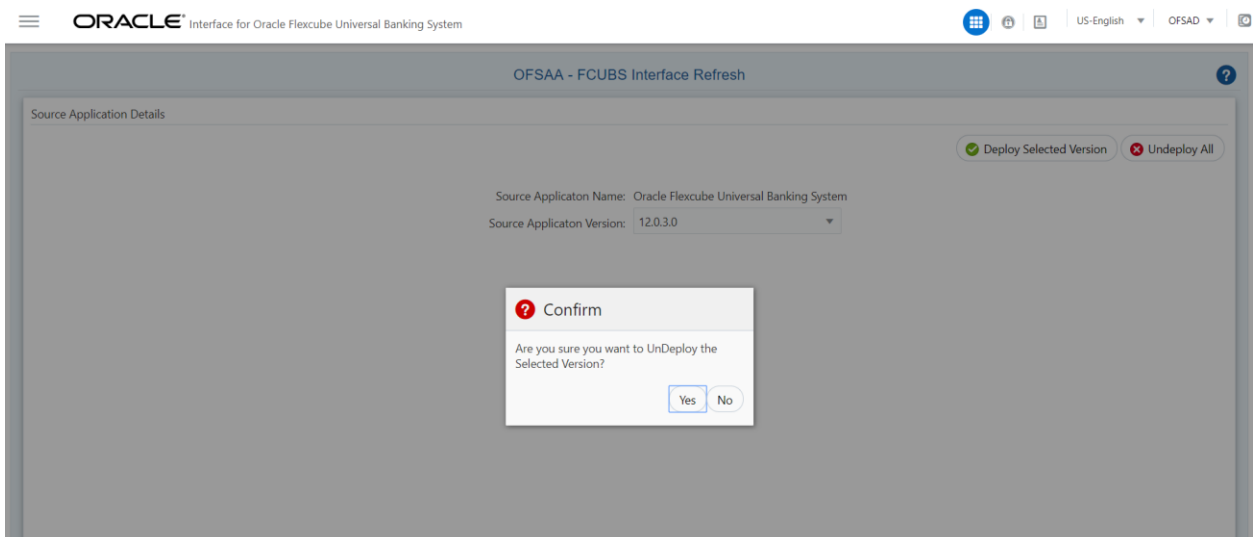 ORACLE® Interface for Oracle Flexcube Universal Banking System
US-English
OFSAD
OFSAA - FCUBS Interface Refresh
?
Source Application Details
Deploy Selected Version
Undeploy All
Source Applicaton Name: Oracle Flexcube Universal Banking System
Source Applicaton Version: 12.0.3.0
? Confirm
Are you sure you want to UnDeploy the
Selected Version?
Yes
No